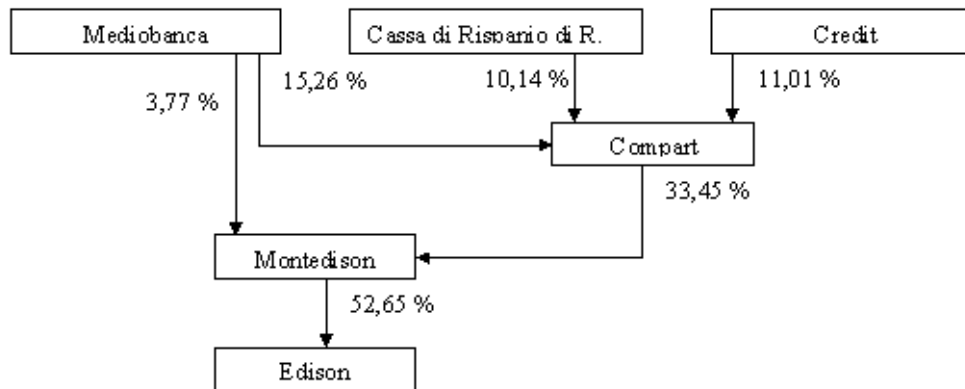 Mediobanca
Cassa di Risparnio di R.
Credit
3,77 %
15,26 %
10,14 %
11,01 %
Compart
33,45 %
Montedison
52,65 %
Edison